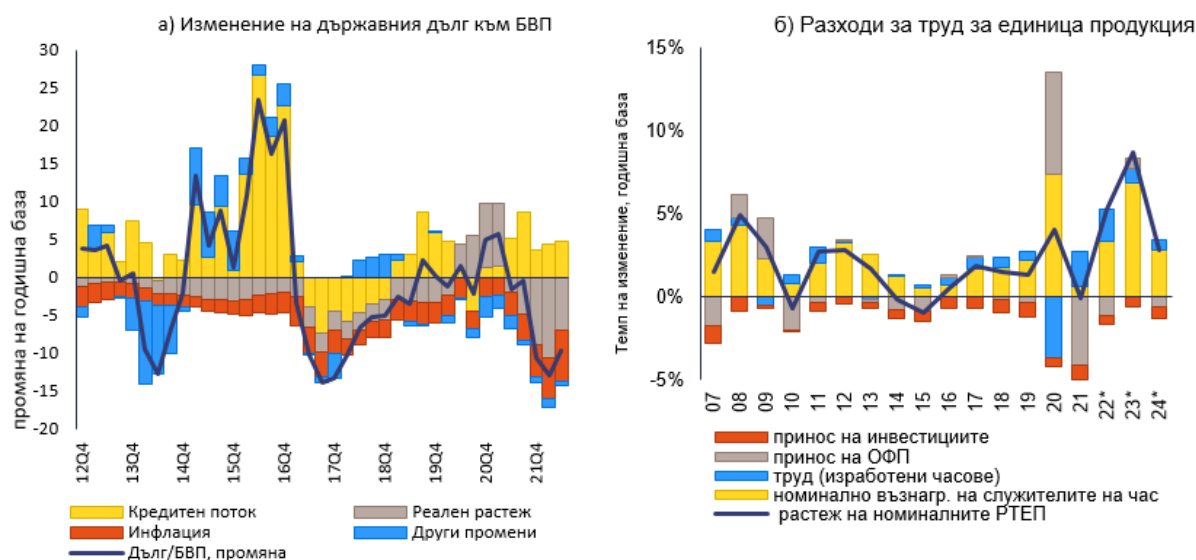 а) Изменение на държавния дълг към БВП
промяна на годишна база
30
25
20
15
10
5
0
-5
-10
-15
-20
12Q4
13Q4
14Q4
15Q4
16Q4
17Q4
18Q4
19Q4
20Q4
21Q4
Кредитен поток
Реален растеж
Инфлация
Други промени
Дълг/БВП, промяна
б) Разходи за труд за единица продукция
Темп на изменение, годишна база
15%
10%
5%
0%
-5%
07
08
09
10
11
12
13
14
15
16
17
18
19
20
21
22*
23*
24*
принос на инвестициите
принос на ОФП
труд (изработени часове)
номинално възнагр. на служителите на час
растеж на номиналните РТЕП